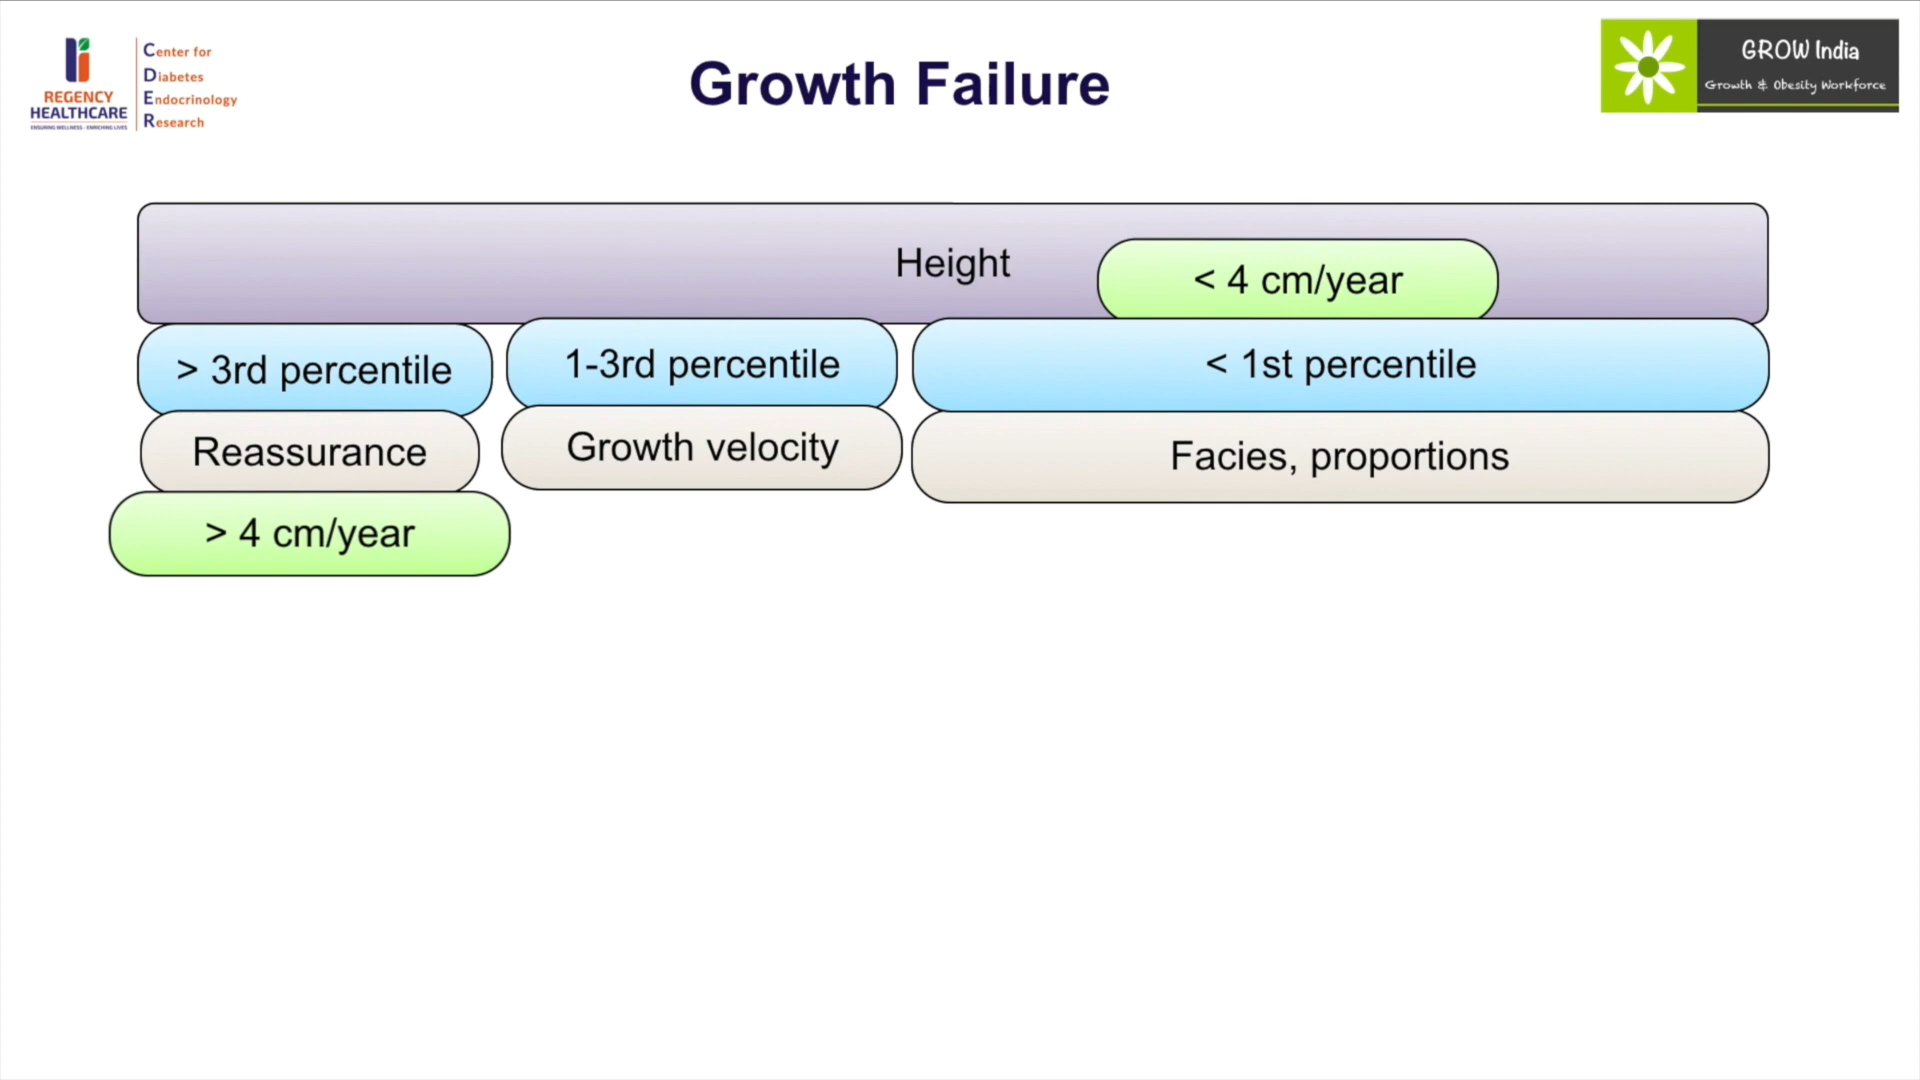 REGENCY
HEALTHCARE
ENSURING WELLNESS - ENRICHING LIVES
Center for
Diabetes
Endocrinology
Research
Growth Failure
GROW India
Growth & Obesity Workforce
Height
< 4 cm/year
> 3rd percentile
1-3rd percentile
< 1st percentile
Reassurance
Growth velocity
Facies, proportions
> 4 cm/year